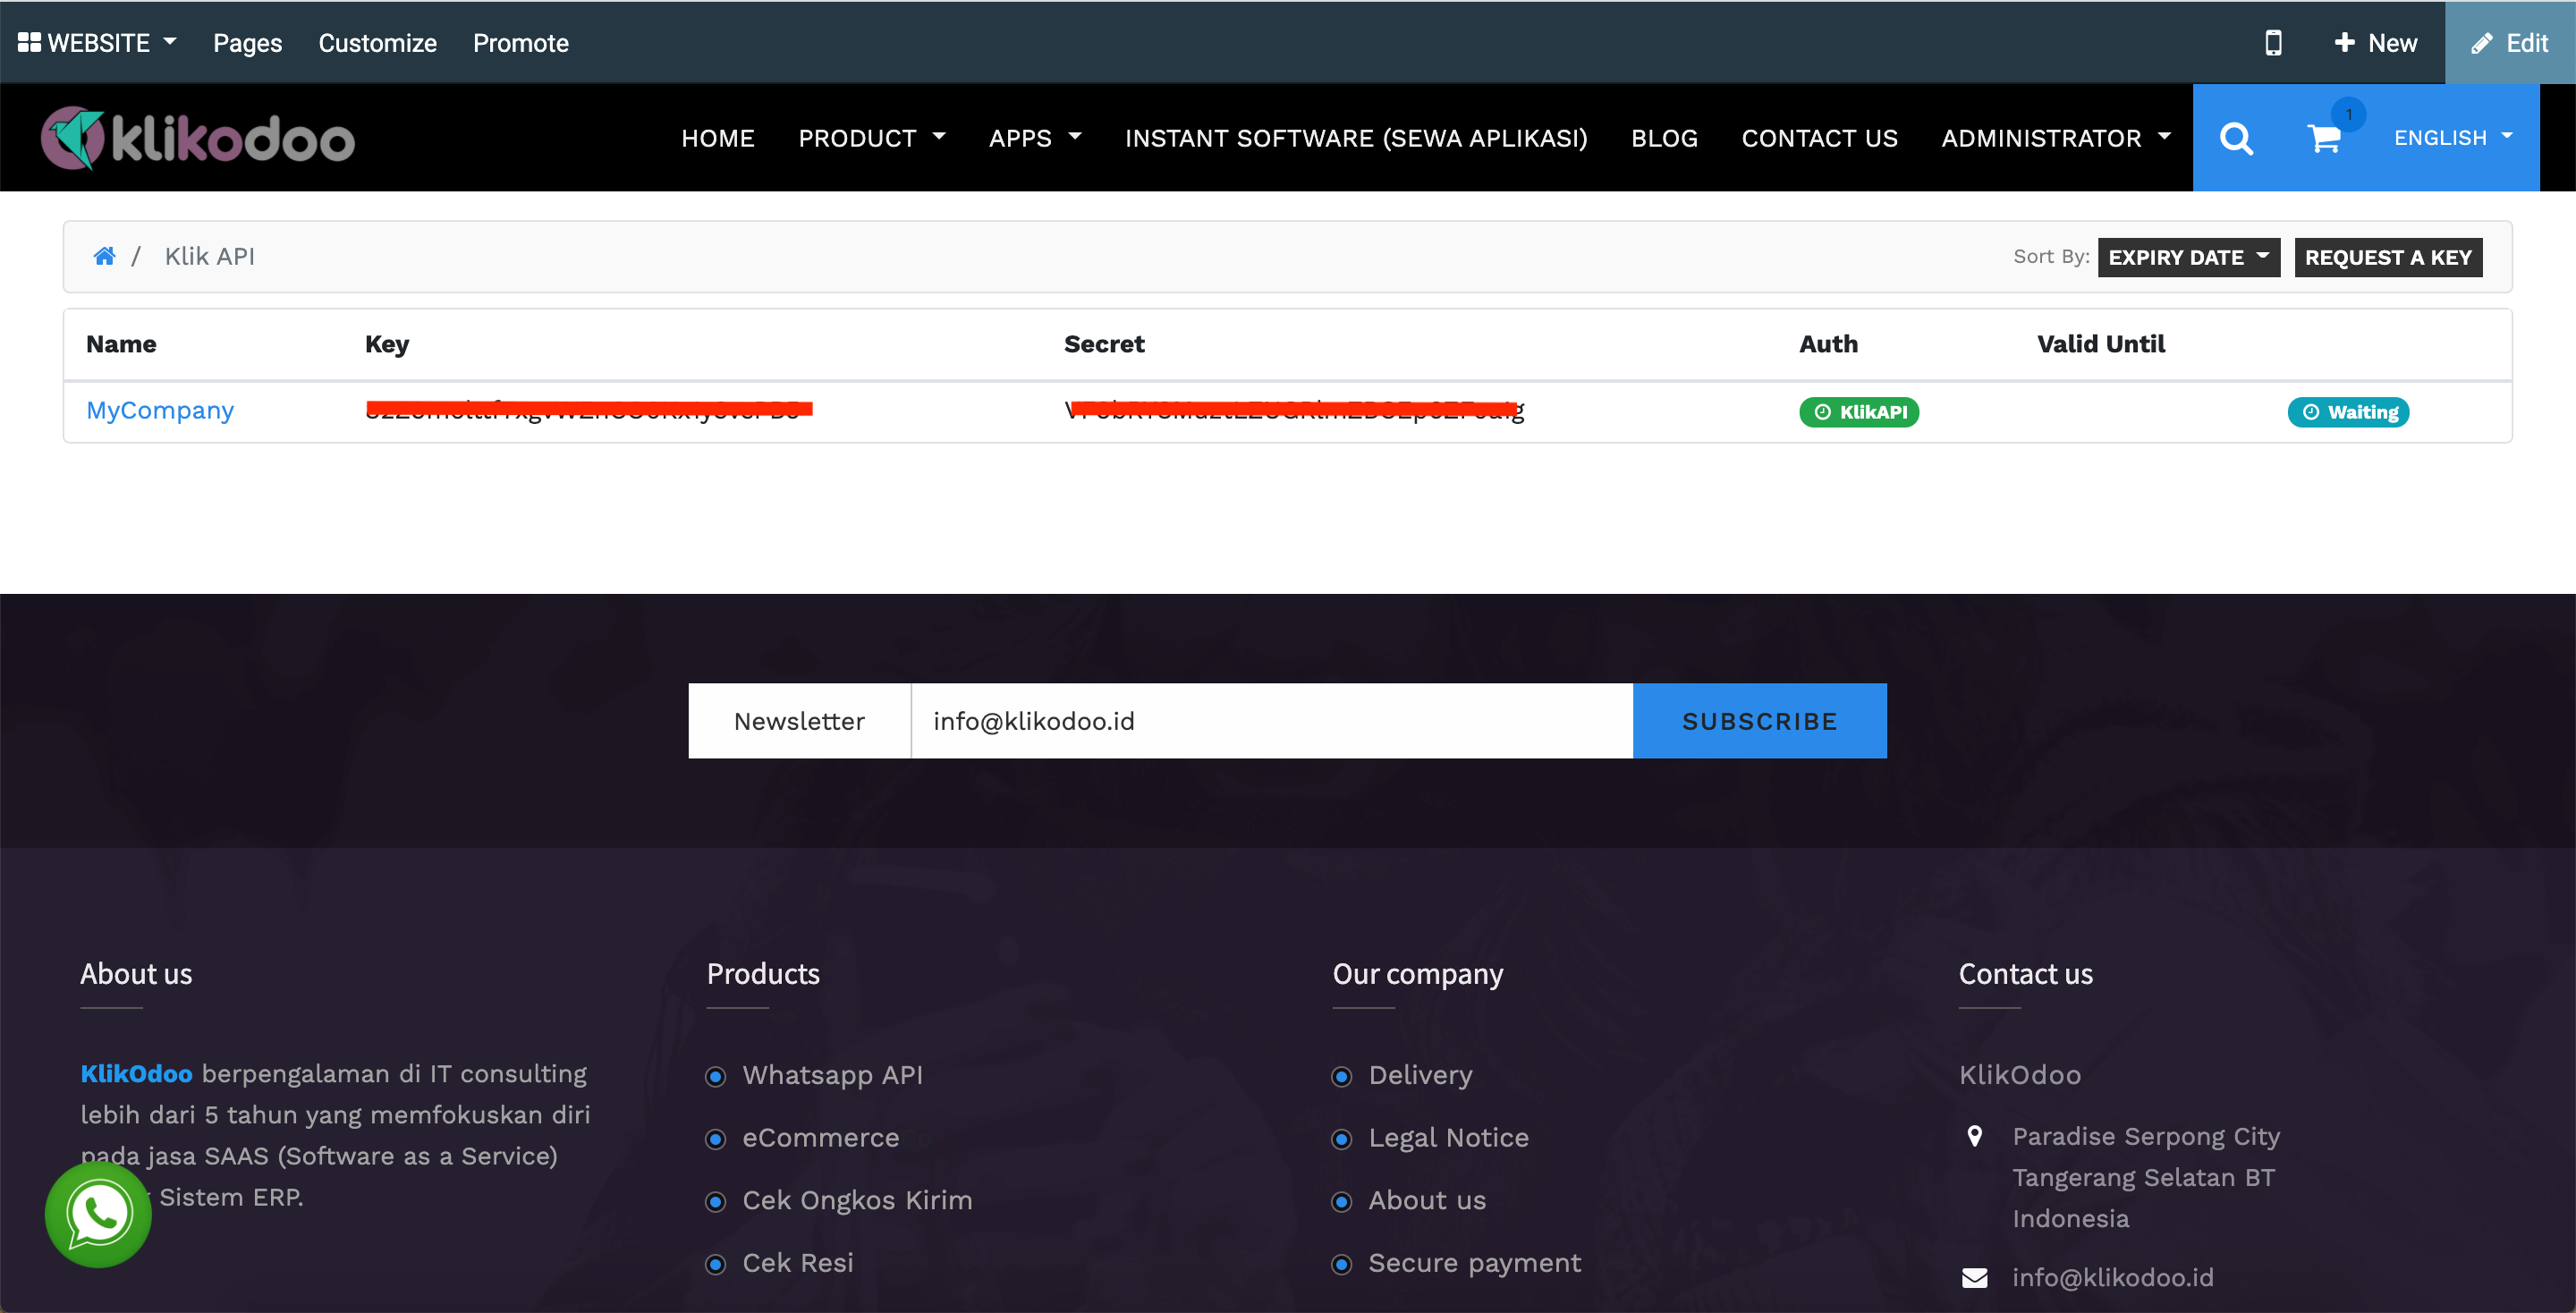 WEBSITE Pages Customize Promote New Edit
klikodoo HOME PRODUCT APPS INSTANT SOFTWARE (SEWA APLIKASI) BLOG CONTACT US ADMINISTRATOR 1 ENGLISH
/ Klik API Sort By: EXPIRY DATE REQUEST A KEY
Name Key Secret Auth Valid Until
MyCompany KlikAPI Waiting
Newsletter info@klikodoo.id SUBSCRIBE
About us
KlikOdoo berpengalaman di IT consulting
lebih dari 5 tahun yang memfokuskan diri
pada jasa SAAS (Software as a Service)
Sistem ERP.
Products
Whatsapp API
eCommerce
Cek Ongkos Kirim
Cek Resi
Our company
Delivery
Legal Notice
About us
Secure payment
Contact us
KlikOdoo
Paradise Serpong City
Tangerang Selatan BT
Indonesia
info@klikodoo.id